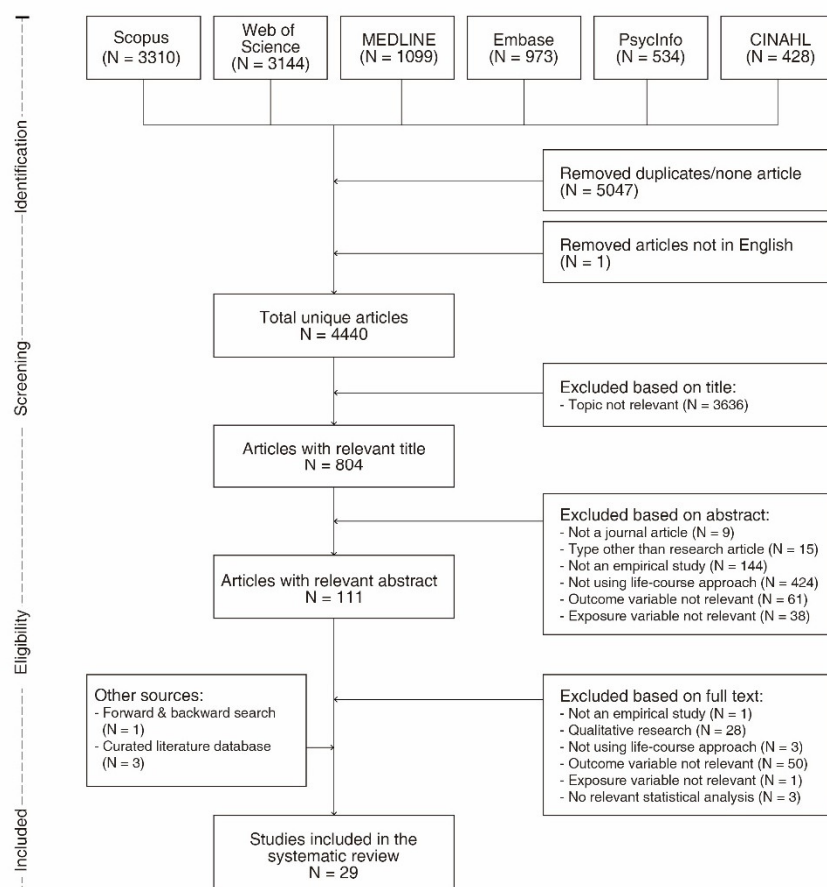 Scopus
(N = 3310)
Web of
Science
(N = 3144)
MEDLINE
(N = 1099)
Embase
(N = 973)
PsycInfo
(N = 534)
CINAHL
(N = 428)
Identification
Removed duplicates/none article
(N = 5047)
Removed articles not in English
(N = 1)
Total unique articles
N = 4440
Screening
Excluded based on title:
- Topic not relevant (N = 3636)
Articles with relevant title
N = 804
Excluded based on abstract:
- Not a journal article (N = 9)
- Type other than research article (N = 15)
- Not an empirical study (N = 144)
- Not using life-course approach (N = 424)
- Outcome variable not relevant (N = 61)
- Exposure variable not relevant (N = 38)
Articles with relevant abstract
N = 111
Eligibility
Other sources:
- Forward & backward search
(N = 1)
- Curated literature database
(N = 3)
Excluded based on full text:
- Not an empirical study (N = 1)
- Qualitative research (N = 28)
- Not using life-course approach (N = 3)
- Outcome variable not relevant (N = 50)
- Exposure variable not relevant (N = 1)
- No relevant statistical analysis (N = 3)
Included
Studies included in the
systematic review
N = 29